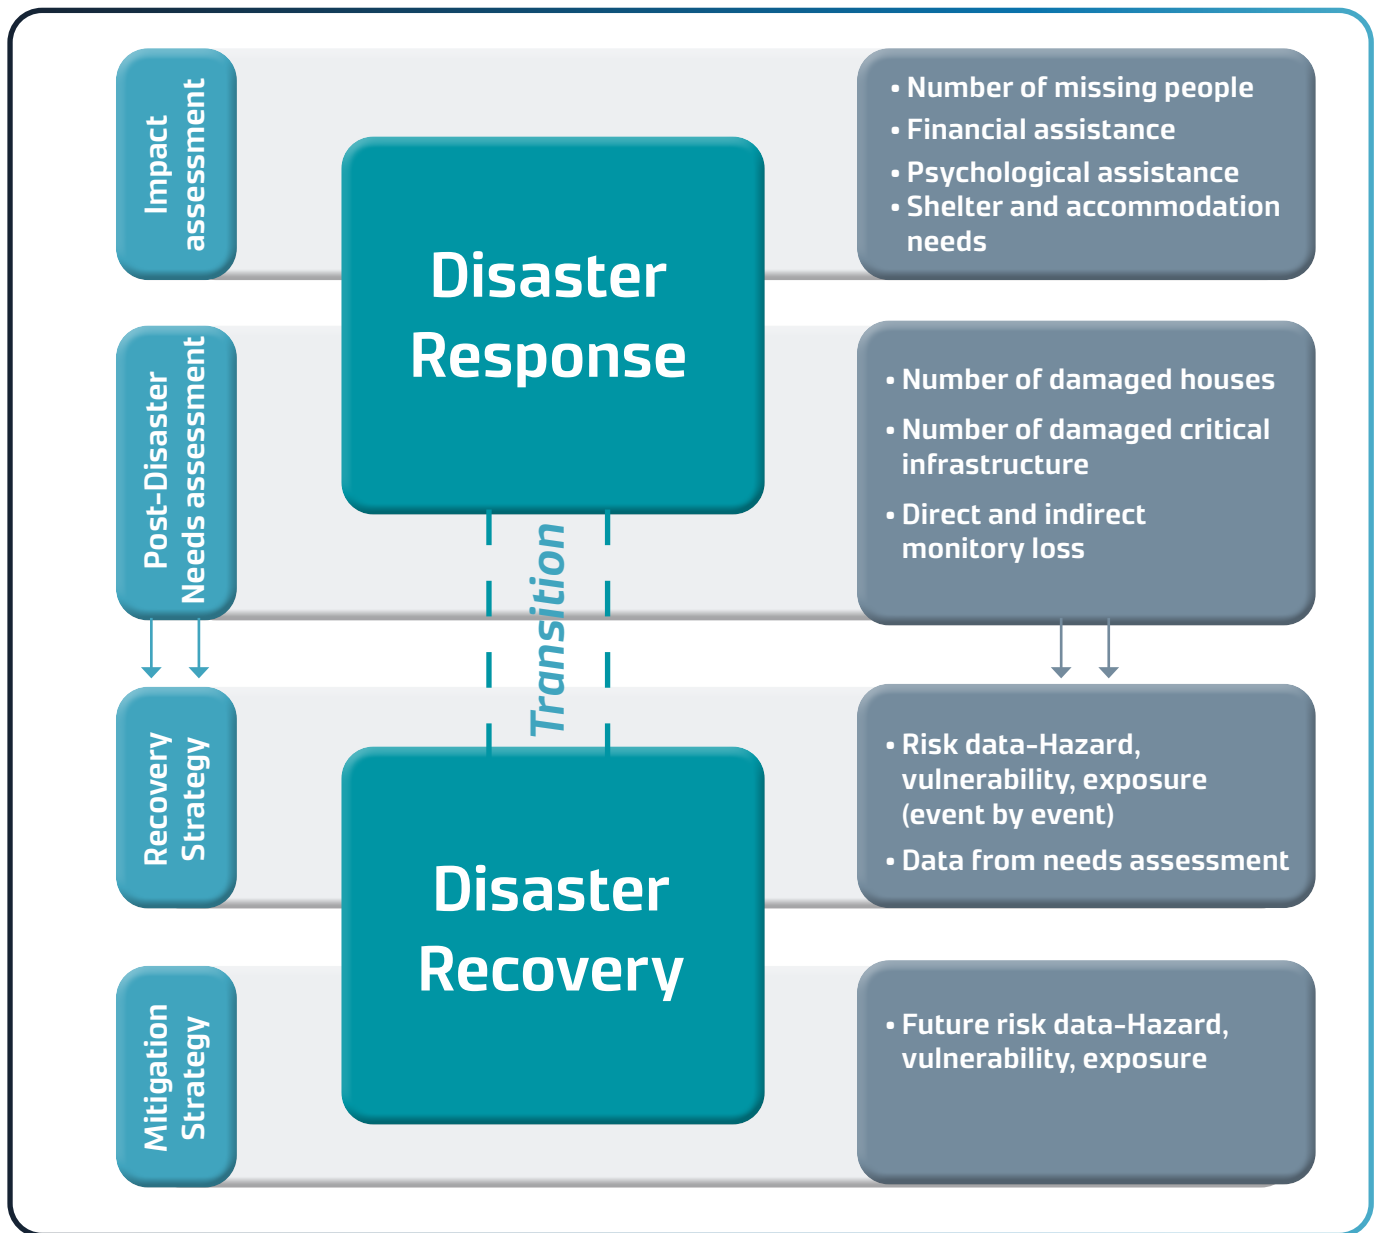 Impact
assessment
• Number of missing people
• Financial assistance
• Psychological assistance
• Shelter and accommodation
needs
Disaster
Response
Post-Disaster
Needs assessment
• Number of damaged houses
• Number of damaged critical
infrastructure
• Direct and indirect
monitory loss
Transition
Recovery
Strategy
• Risk data-Hazard,
vulnerability, exposure
(event by event)
• Data from needs assessment
Disaster
Recovery
Mitigation
Strategy
• Future risk data-Hazard,
vulnerability, exposure